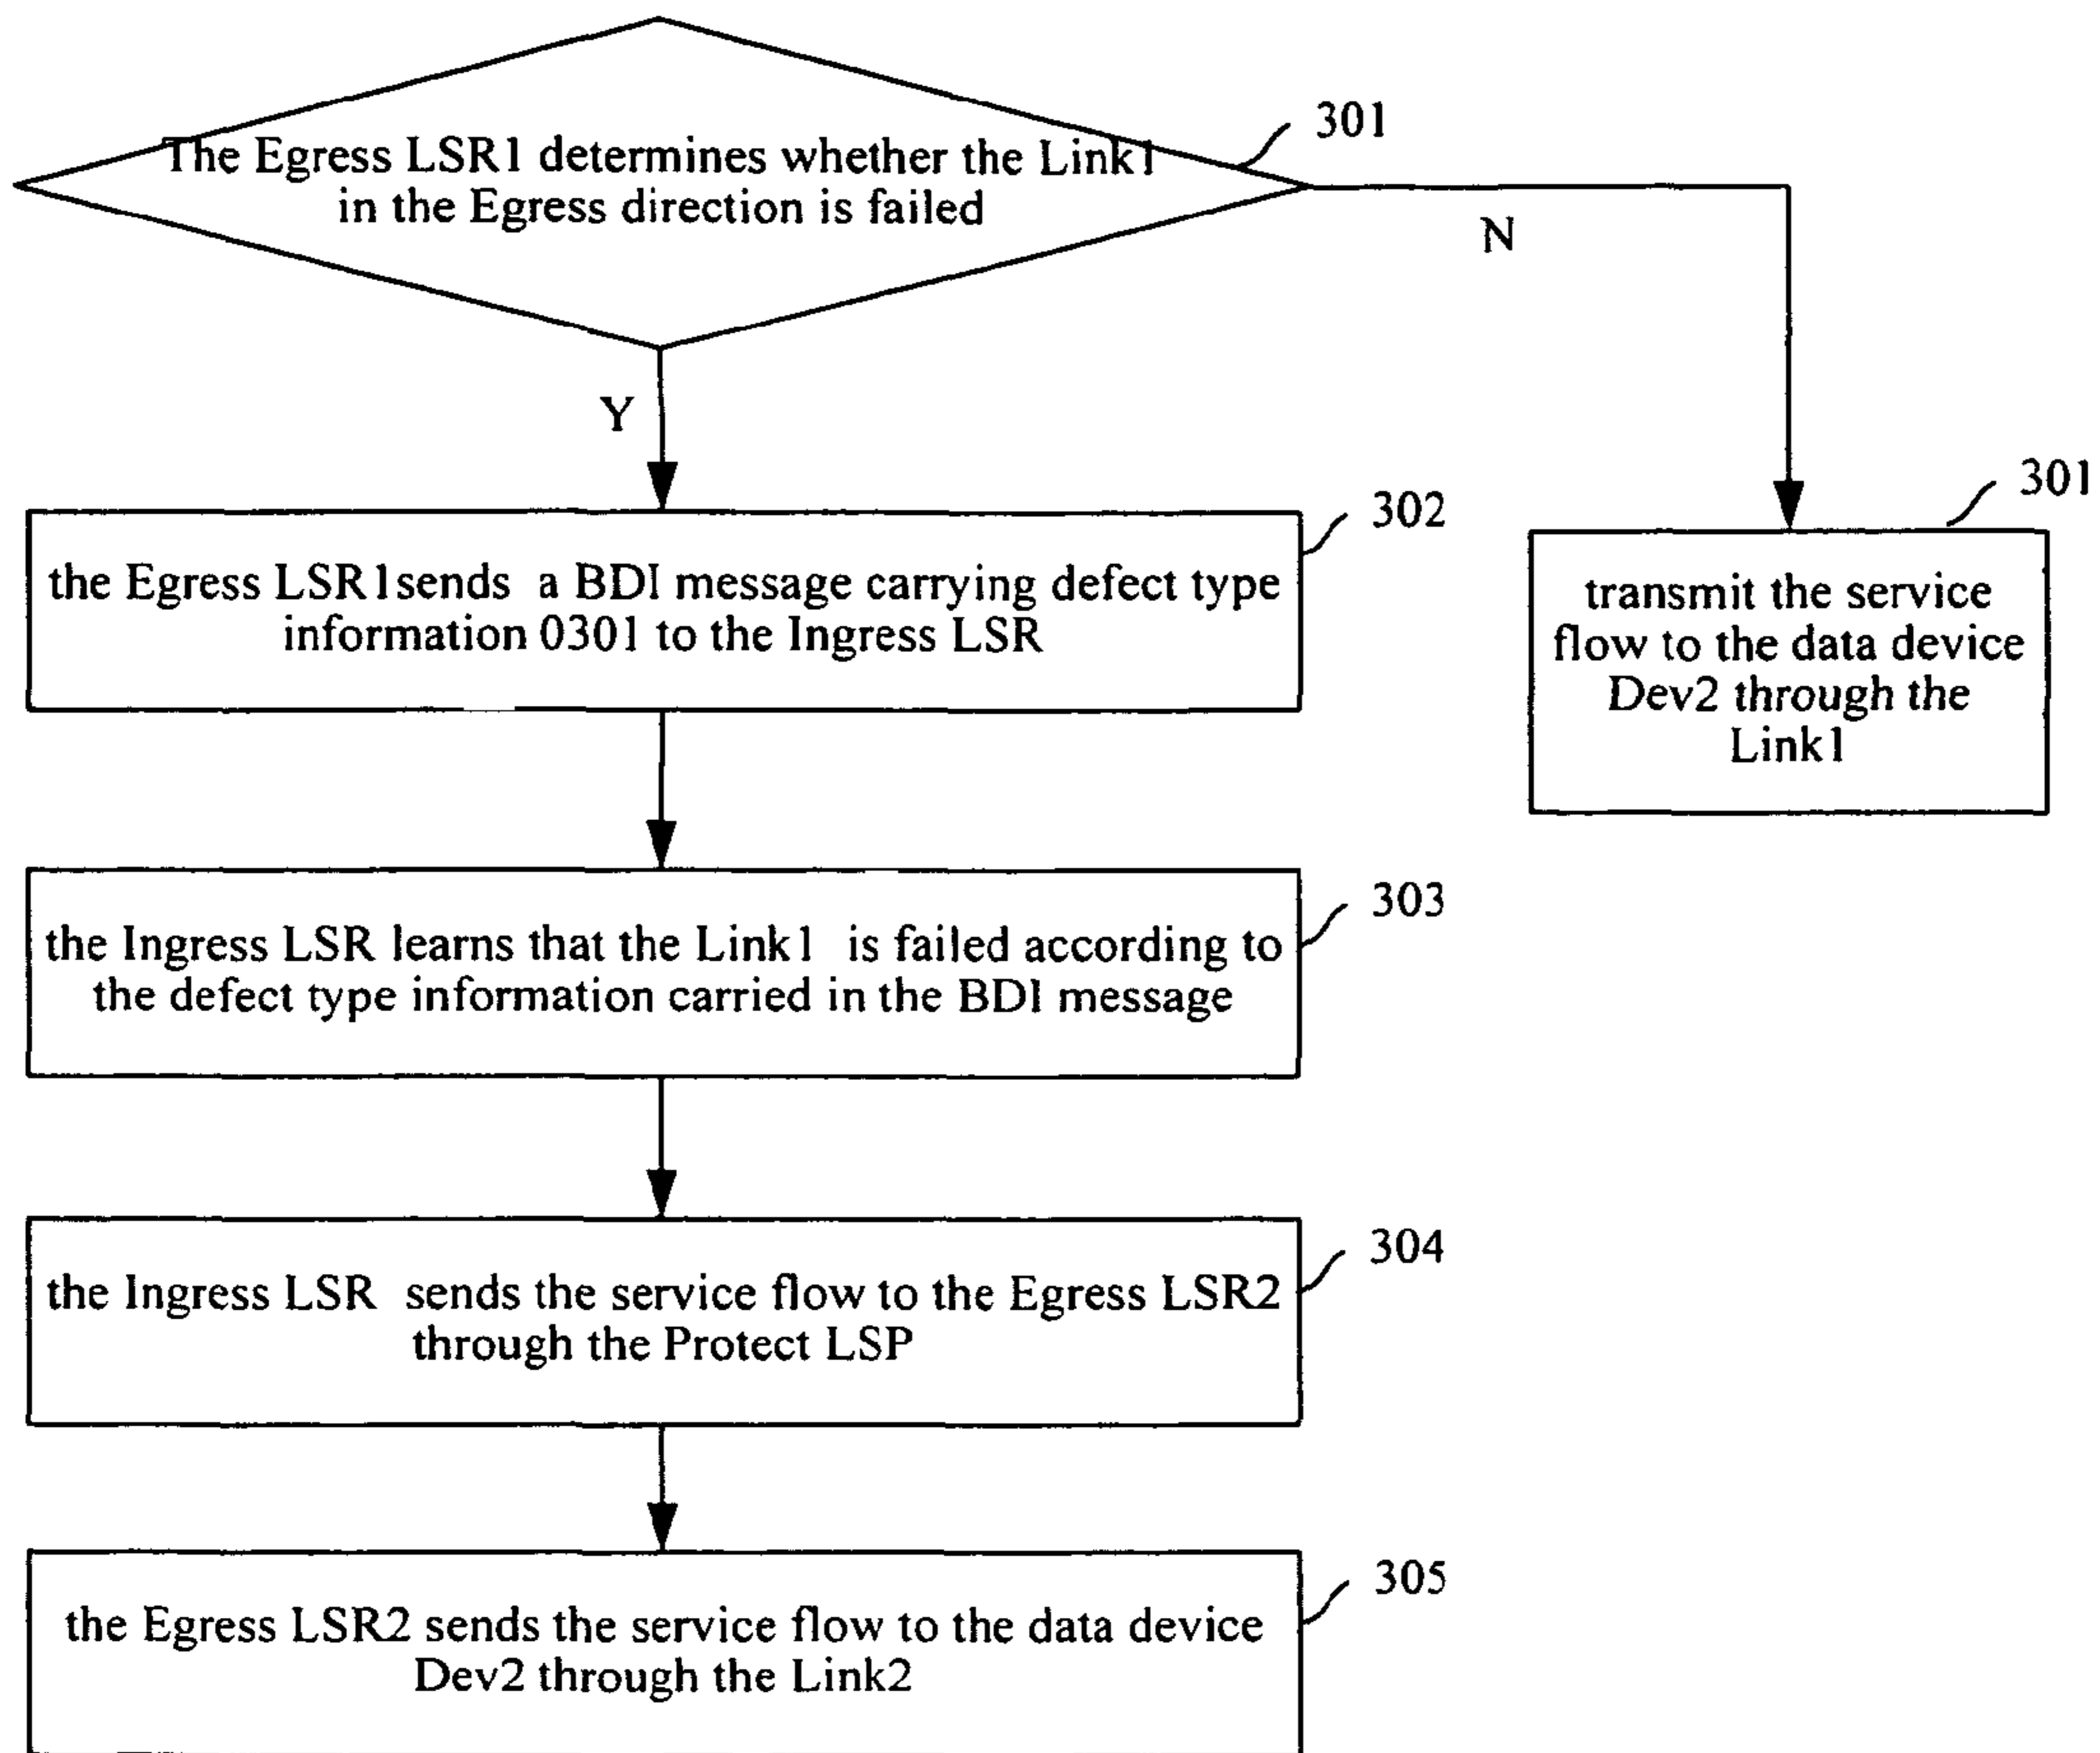 301
The Egress LSR1 determines whether the Link1
in the Egress direction is failed
N
Y
301
302
the Egress LSR1sends a BDI message carrying defect type
information 0301 to the Ingress LSR
transmit the service
flow to the data device
Dev2 through the
Link1
303
the Ingress LSR learns that the Link1 is failed according to
the defect type information carried in the BDI message
304
the Ingress LSR sends the service flow to the Egress LSR2
through the Protect LSP
305
the Egress LSR2 sends the service flow to the data device
Dev2 through the Link2